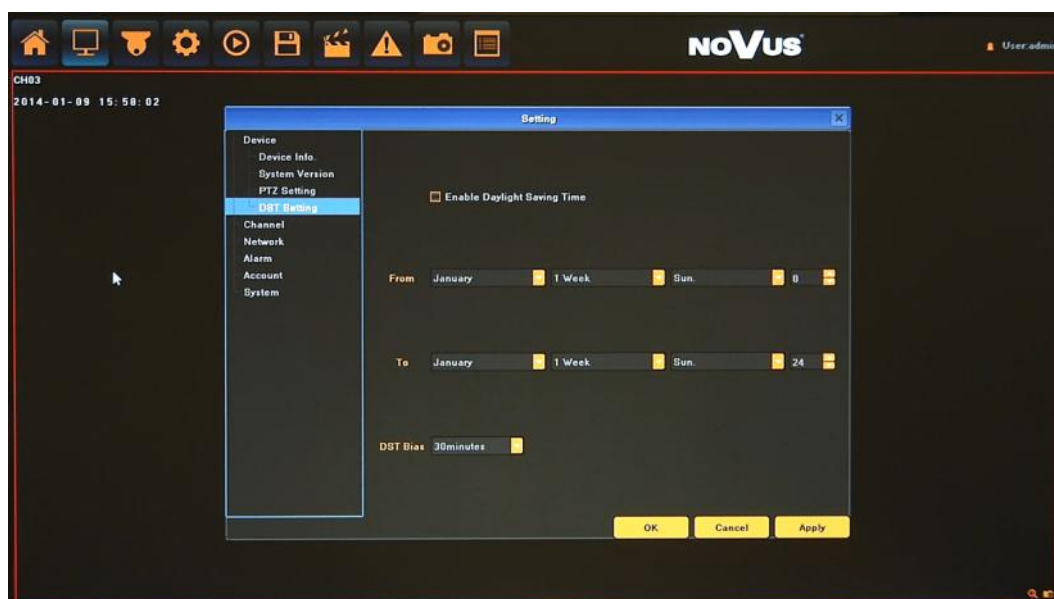 NOVUS
User:admi
CH03
2014-01-09 15:58:02
Setting
Device
Device Info.
System Version
PTZ Setting
DST Setting
Channel
Network
Alarm
Account
System
Enable Daylight Saving Time
From January 1 Week Sun. 0
To January 1 Week Sun. 24
DST Bias 30minutes
OK Cancel Apply